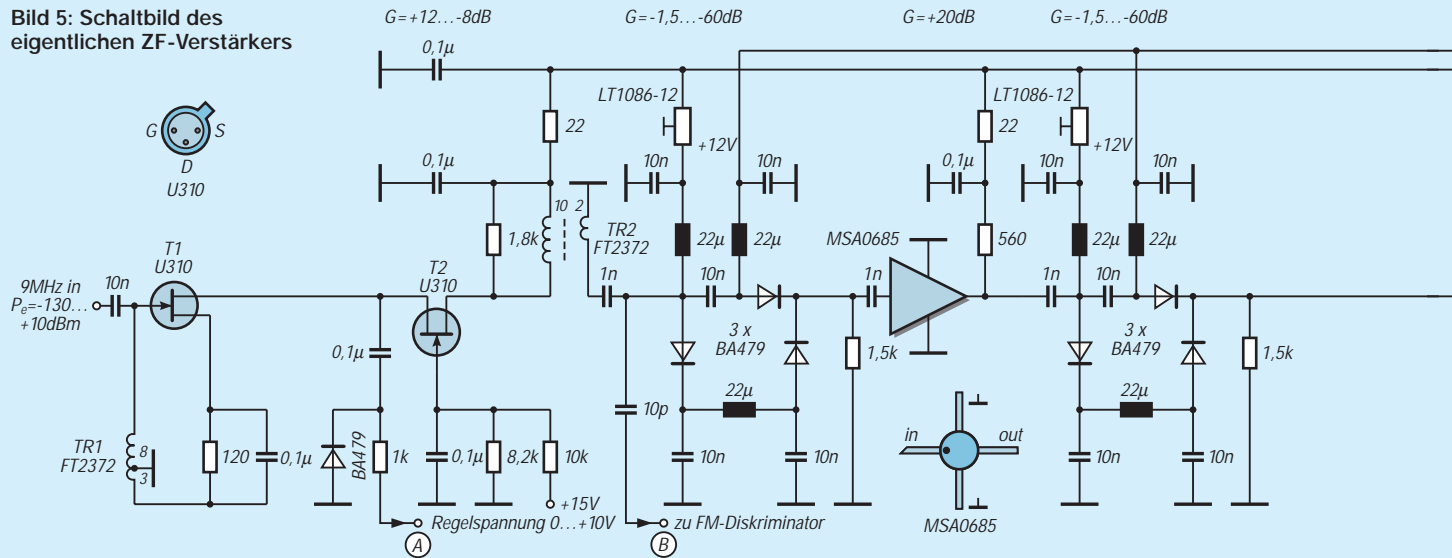 Bild 5: Schaltbild des
eigentlichen ZF-Verstärkers
G=+12...-8dB
G=-1,5...-60dB
G=+20dB
G=-1,5...-60dB
0,1µ
G
S
D
U310
22
LT1086-12
+12V
22
LT1086-12
+12V
0,1µ
10n
10n
0,1µ
10n
10n
1,8k
10
2
TR2
FT2372
22µ
22µ
MSA0685
560
22µ
22µ
T1
U310
T2
U310
9MHz in
Pe=-130...
+10dBm
10n
1n
10n
1n
1n
10n
0,1µ
3 x
BA479
1,5k
3 x
BA479
1,5k
10p
22µ
22µ
TR1
FT2372
8
3
120
0,1µ
BA479
1k
0,1µ
8,2k
10k
10n
10n
in
out
MSA0685
10n
10n
+15V
A
Regelspannung 0...+10V
B
zu FM-Diskriminator